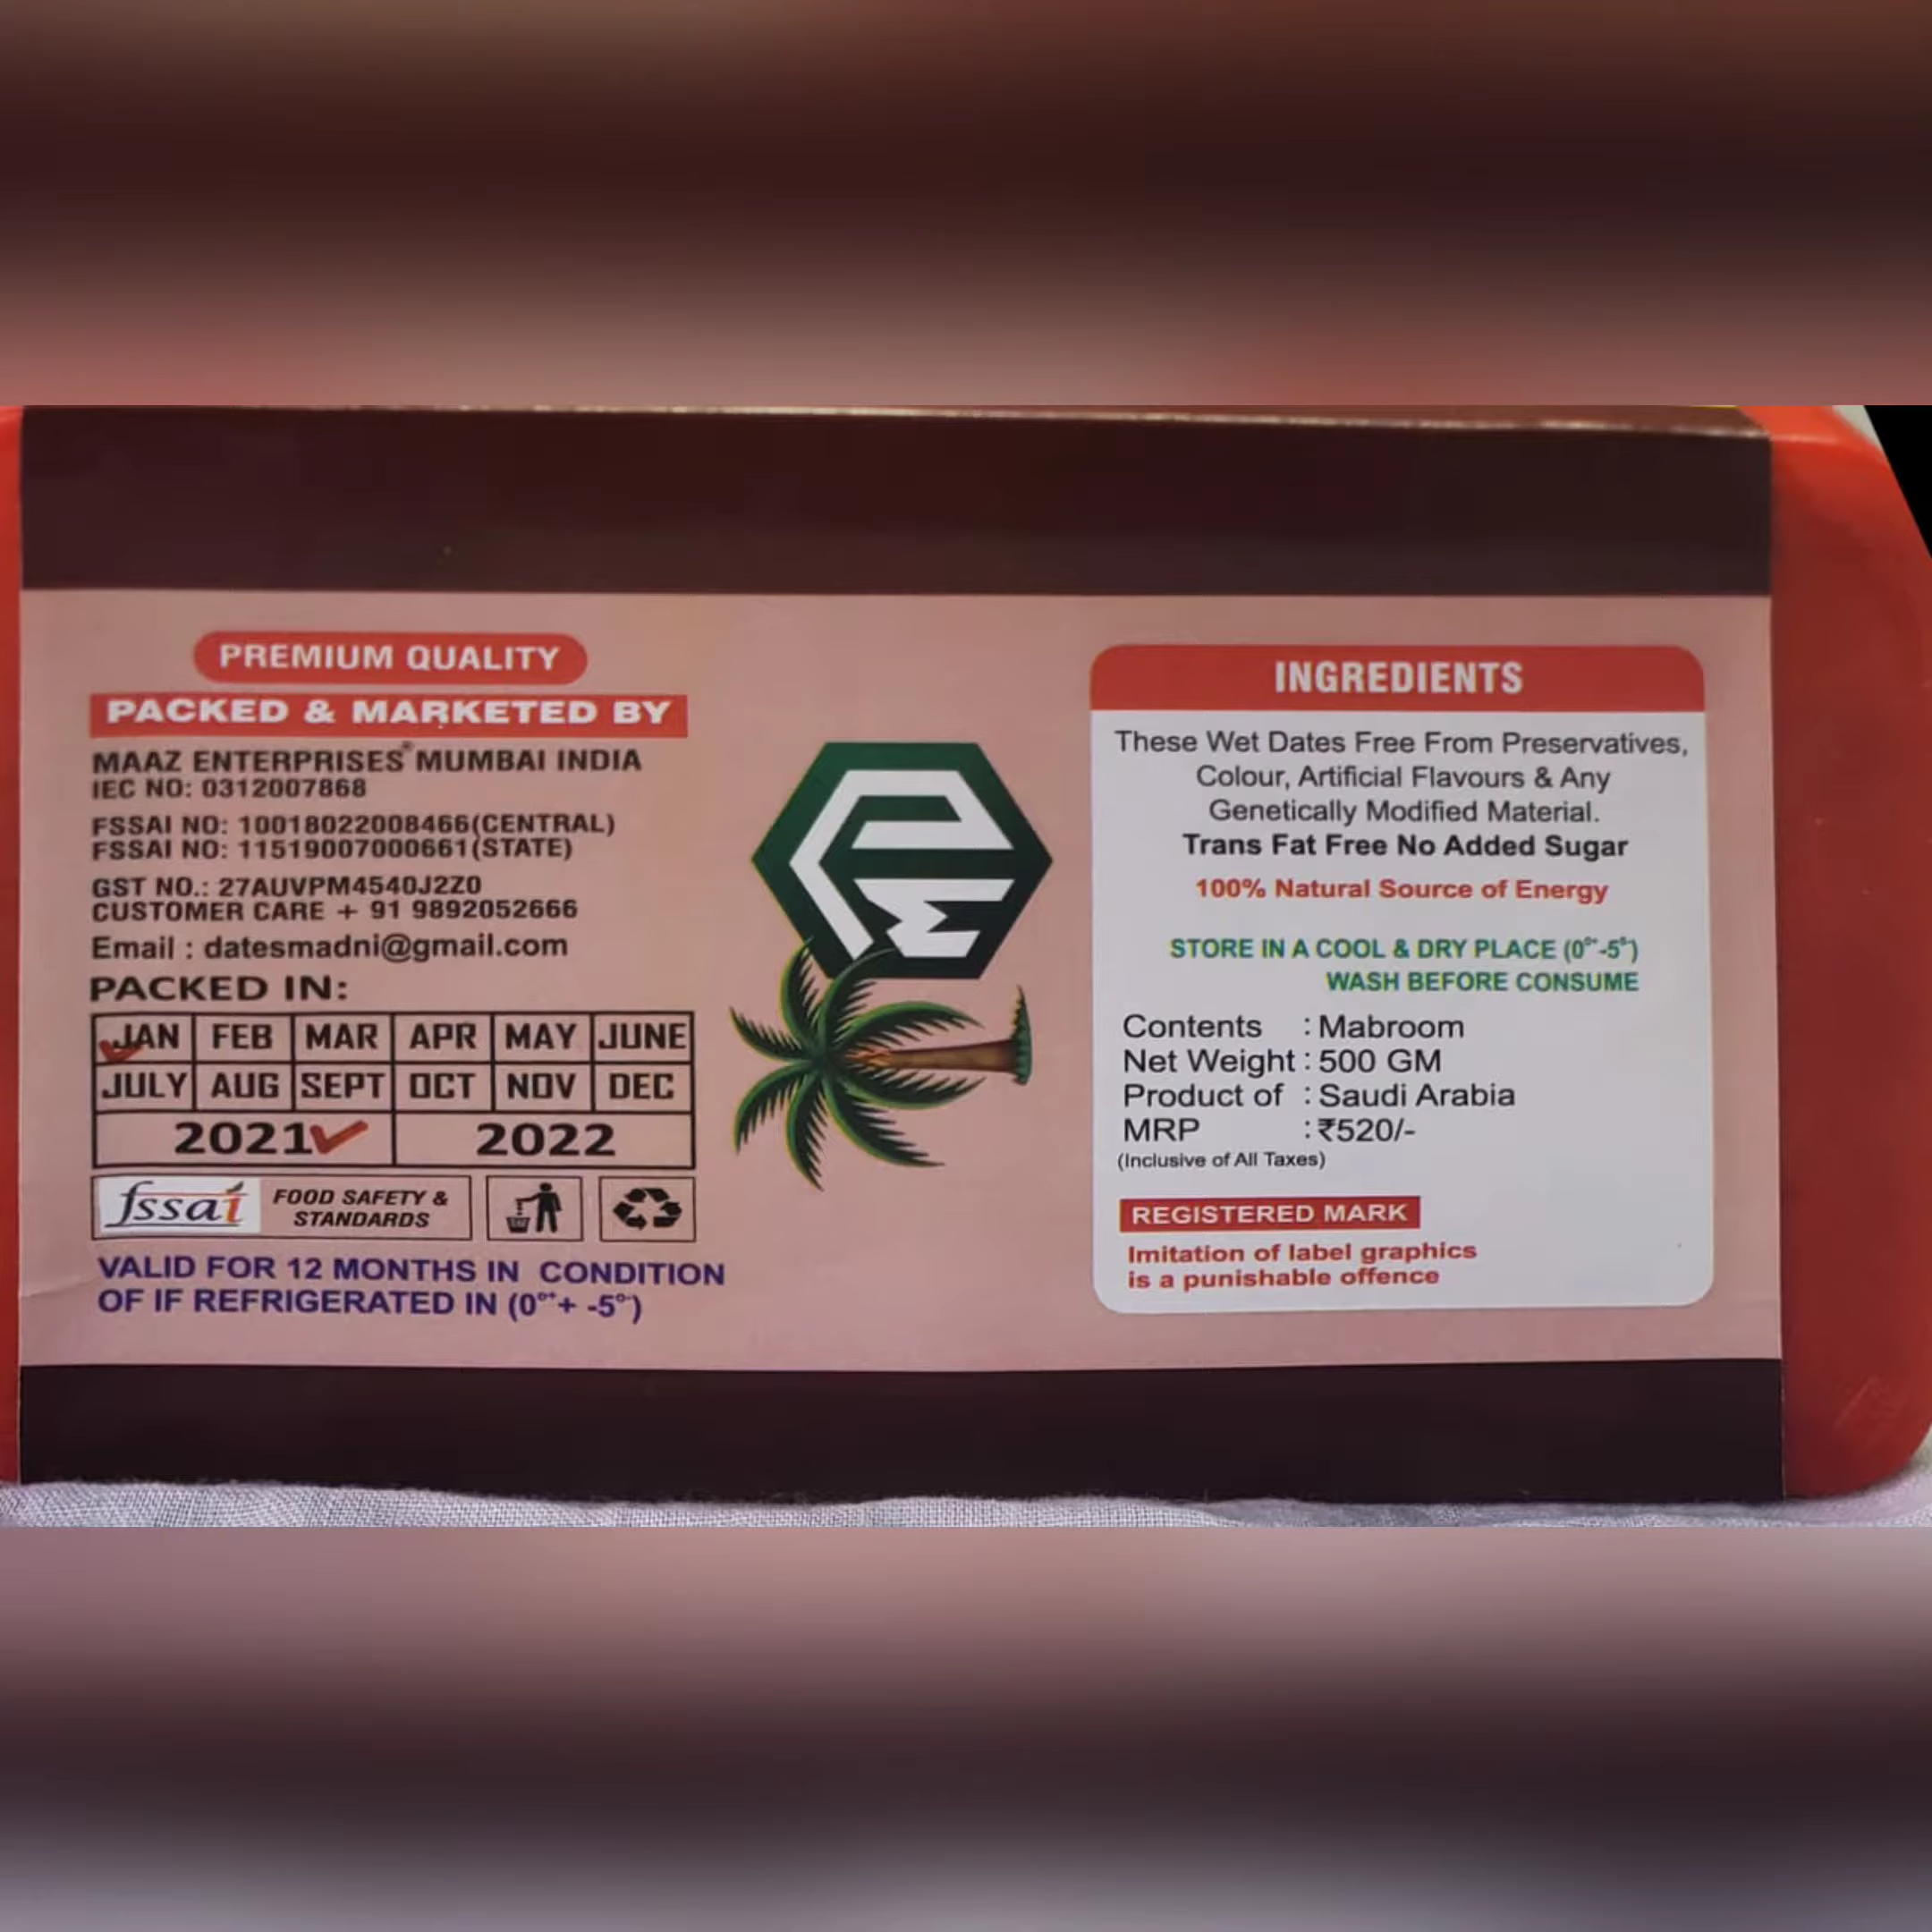 PREMIUM QUALITY
PACKED & MARKETED BY
MAAZ ENTERPRISES® MUMBAI INDIA
IEC NO: 0312007868
FSSAI NO: 10018022008466(CENTRAL)
FSSAI NO: 11519007000661(STATE)
GST NO.: 27AUVPM4540J2Z0
CUSTOMER CARE + 91 9892052666
Email : datesmadni@gmail.com
PACKED IN:
JAN FEB MAR APR MAY JUNE
JULY AUG SEPT OCT NOV DEC
2021 2022
fssai FOOD SAFETY &
STANDARDS
VALID FOR 12 MONTHS IN CONDITION
OF IF REFRIGERATED IN (0°+ -5°)
INGREDIENTS
These Wet Dates Free From Preservatives,
Colour, Artificial Flavours & Any
Genetically Modified Material.
Trans Fat Free No Added Sugar
100% Natural Source of Energy
STORE IN A COOL & DRY PLACE (0°-5°)
WASH BEFORE CONSUME
Contents : Mabroom
Net Weight : 500 GM
Product of : Saudi Arabia
MRP : ₹520/-
(Inclusive of All Taxes)
REGISTERED MARK
Imitation of label graphics
is a punishable offence